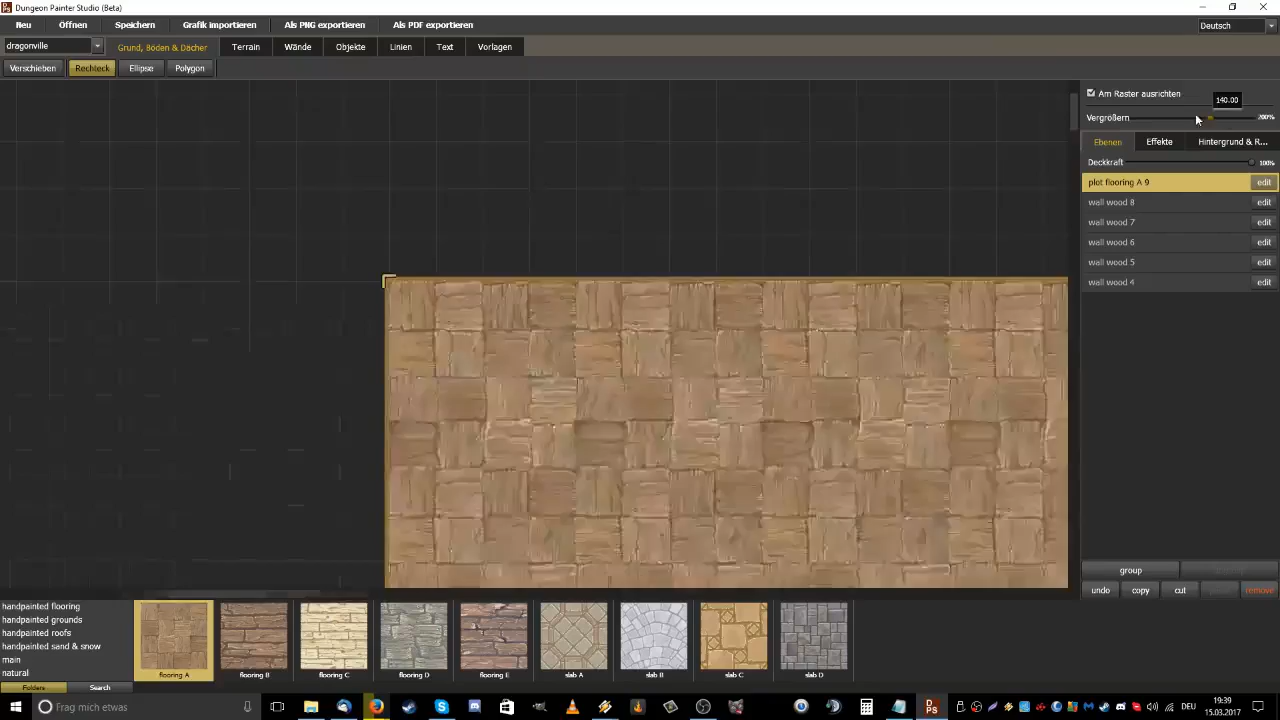 Dungeon Painter Studio (Beta)
Neu Öffnen Speichern Grafik importieren Als PNG exportieren Als PDF exportieren Deutsch
dragonville Grund, Böden & Dächer Terrain Wände Objekte Linien Text Vorlagen
Verschieben Rechteck Ellipse Polygon
Am Raster ausrichten 140.00
Vergrößern 200%
Ebenen Effekte Hintergrund & R...
Deckkraft 100%
plot flooring A 9 edit
wall wood 8 edit
wall wood 7 edit
wall wood 6 edit
wall wood 5 edit
wall wood 4 edit
group
undo copy cut remove
handpainted flooring
handpainted grounds
handpainted roofs
handpainted sand & snow
main
natural
flooring A flooring B flooring C flooring D flooring E slab A slab B slab C slab D
Folders Search
Frag mich etwas
DEU
19:39
15.03.2017